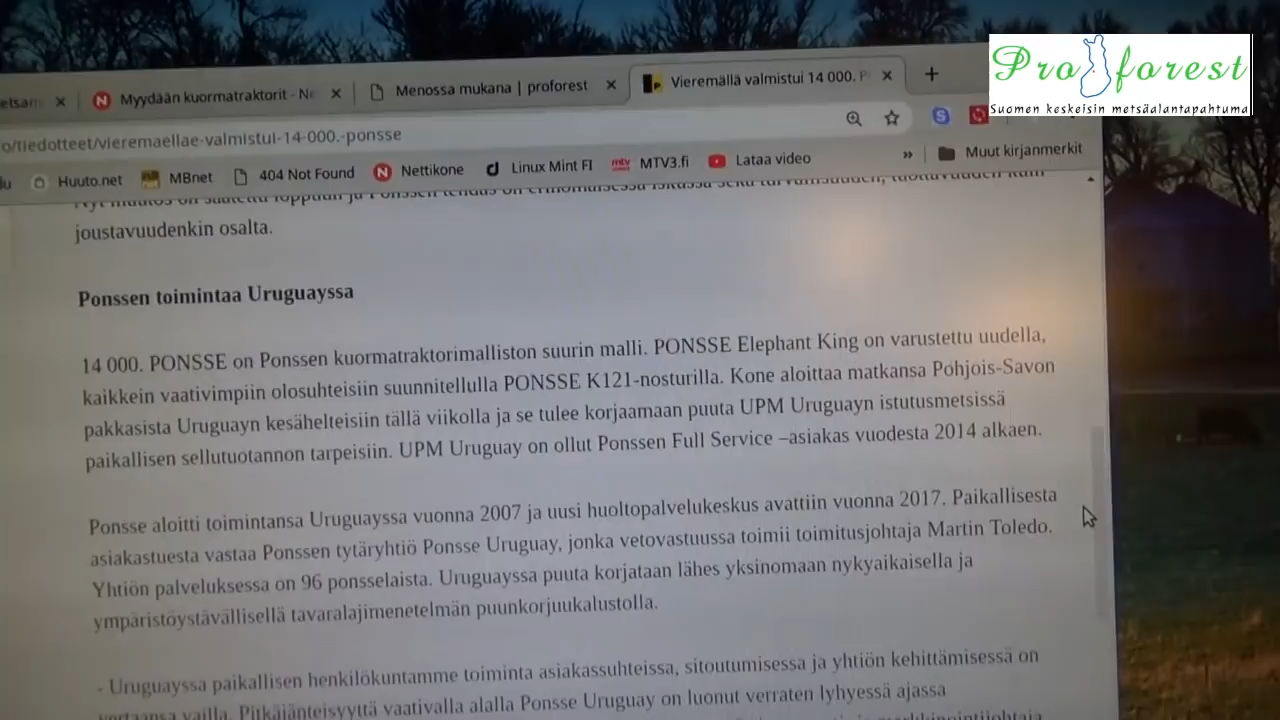 Pro forest
Suomen keskeisin metsäalantapahtuma
Myydään kuormatraktorit - Ne
Menossa mukana | proforest
Vieremällä valmistui 14 000. P
o/tiedotteet/vieremaellae-valmistui-14-000.-ponsse
Huuto.net
MBnet
404 Not Found
Nettikone
Linux Mint FI
mtv
MTV3.fi
Lataa video
»
Muut kirjanmerkit
joustavuudenkin osalta.
Ponssen toimintaa Uruguayssa
14 000. PONSSE on Ponssen kuormatraktorimalliston suurin malli. PONSSE Elephant King on varustettu uudella,
kaikkein vaativimpiin olosuhteisiin suunnitellulla PONSSE K121-nosturilla. Kone aloittaa matkansa Pohjois-Savon
pakkasista Uruguayn kesähelteisiin tällä viikolla ja se tulee korjaamaan puuta UPM Uruguayn istutusmetsissä
paikallisen sellutuotannon tarpeisiin. UPM Uruguay on ollut Ponssen Full Service –asiakas vuodesta 2014 alkaen.
Ponsse aloitti toimintansa Uruguayssa vuonna 2007 ja uusi huoltopalvelukeskus avattiin vuonna 2017. Paikallisesta
asiakastuesta vastaa Ponssen tytäryhtiö Ponsse Uruguay, jonka vetovastuussa toimii toimitusjohtaja Martin Toledo.
Yhtiön palveluksessa on 96 ponsselaista. Uruguayssa puuta korjataan lähes yksinomaan nykyaikaisella ja
ympäristöystävällisellä tavaralajimenetelmän puunkorjuukalustolla.
- Uruguayssa paikallisen henkilökuntamme toiminta asiakassuhteissa, sitoutumisessa ja yhtiön kehittämisessä on
vertaansa vailla. Pitkäjänteisyyttä vaativalla alalla Ponsse Uruguay on luonut verraten lyhyessä ajassa